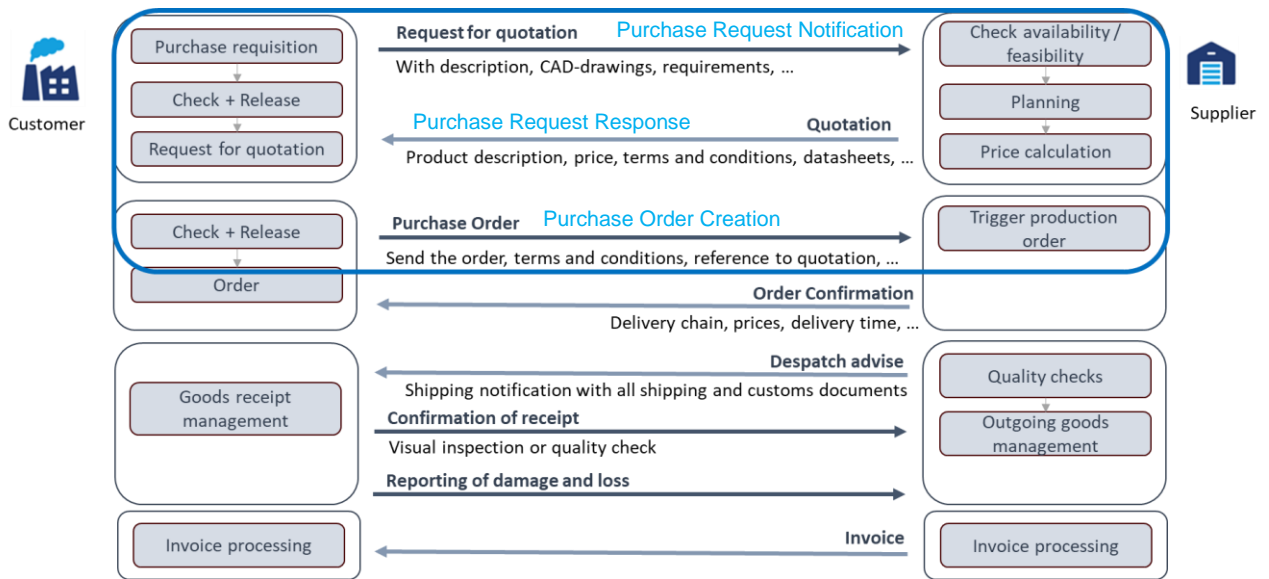 Purchase requisition
Request for quotation
Purchase Request Notification
Check availability /
feasibility
With description, CAD-drawings, requirements, ...
Customer
Check + Release
Planning
Supplier
Purchase Request Response
Quotation
Request for quotation
Product description, price, terms and conditions, datasheets, ...
Price calculation
Check + Release
Purchase Order
Purchase Order Creation
Trigger production
order
Send the order, terms and conditions, reference to quotation, ...
Order
Order Confirmation
Delivery chain, prices, delivery time, ...
Despatch advise
Shipping notification with all shipping and customs documents
Quality checks
Goods receipt
management
Confirmation of receipt
Visual inspection or quality check
Outgoing goods
management
Reporting of damage and loss
Invoice processing
Invoice
Invoice processing